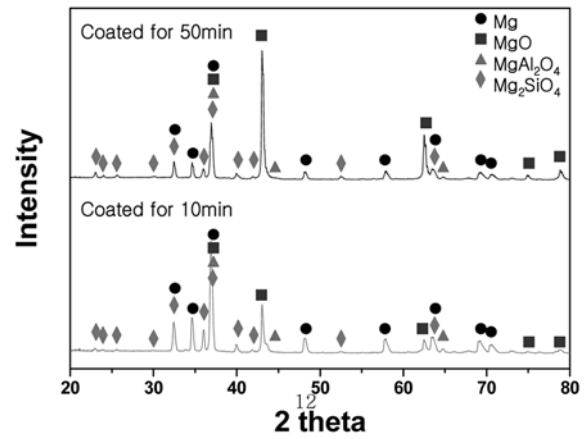 Coated for 50min
Mg
MgO
MgAl₂O₄
Mg₂SiO₄
Coated for 10min
Intensity
20 30 40 50 60 70 80
12
2 theta